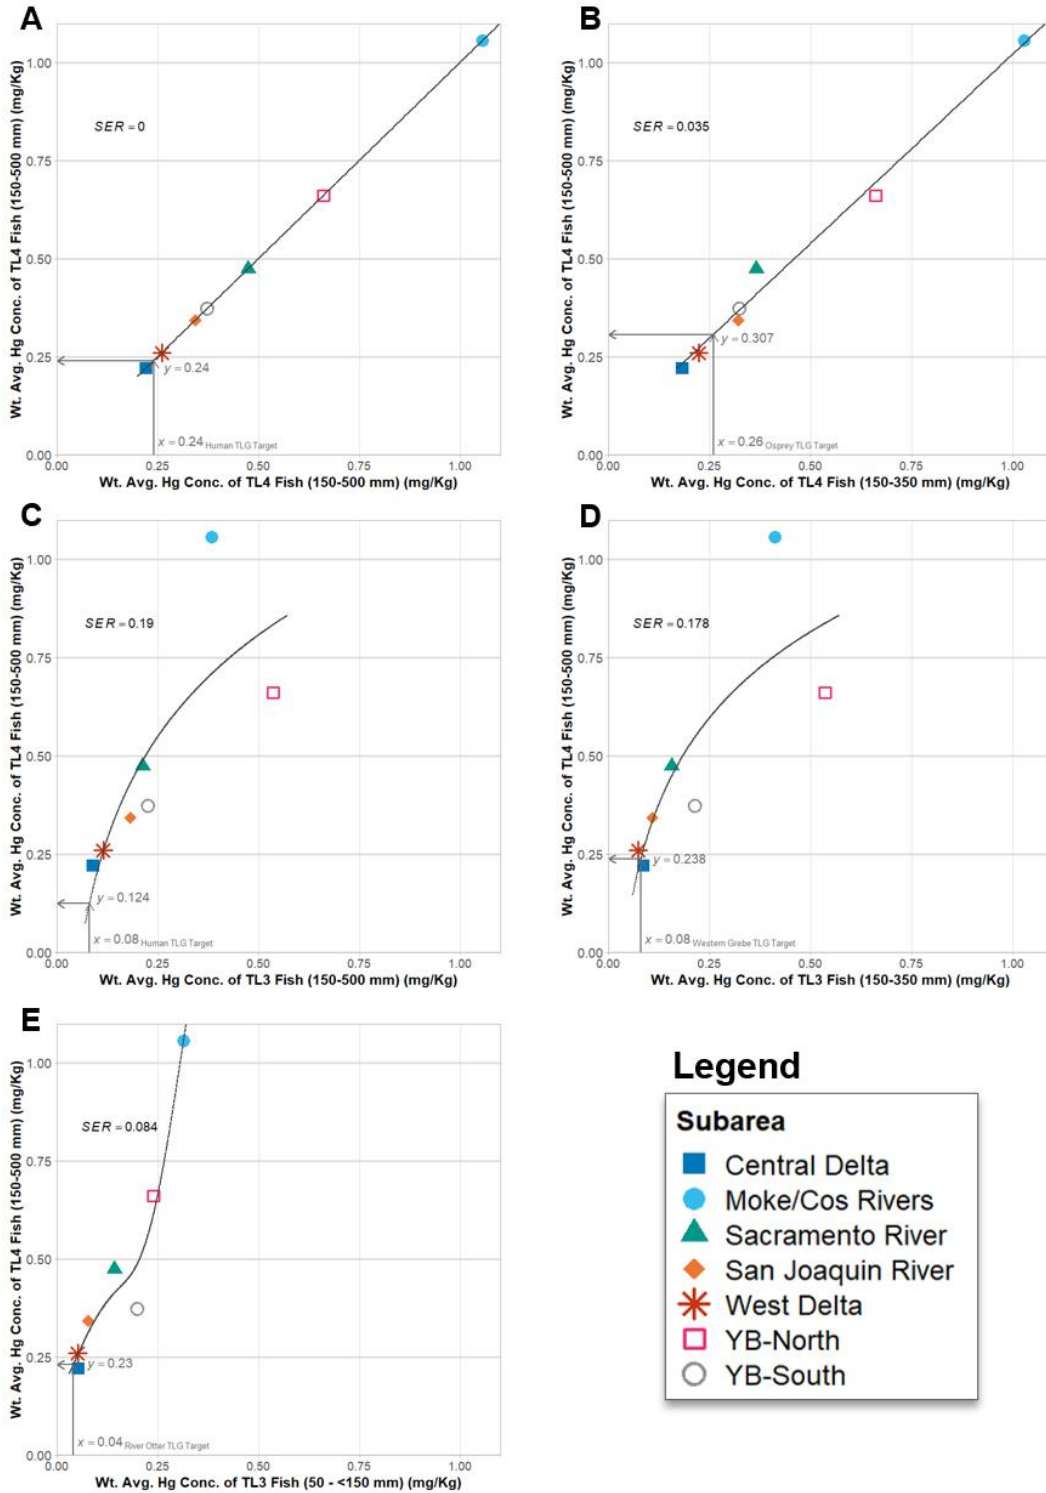 A
Wt. Avg. Hg Conc. of TL4 Fish (150-500 mm) (mg/Kg)
1.00
0.75
0.50
0.25
0.00
SER = 0
y = 0.24
x = 0.24 Human TLG Target
0.00 0.25 0.50 0.75 1.00
Wt. Avg. Hg Conc. of TL4 Fish (150-500 mm) (mg/Kg)
B
Wt. Avg. Hg Conc. of TL4 Fish (150-500 mm) (mg/Kg)
1.00
0.75
0.50
0.25
0.00
SER = 0.035
y = 0.307
x = 0.26 Osprey TLG Target
0.00 0.25 0.50 0.75 1.00
Wt. Avg. Hg Conc. of TL4 Fish (150-350 mm) (mg/Kg)
C
Wt. Avg. Hg Conc. of TL4 Fish (150-500 mm) (mg/Kg)
1.00
0.75
0.50
0.25
0.00
SER = 0.19
y = 0.124
x = 0.08 Human TLG Target
0.00 0.25 0.50 0.75 1.00
Wt. Avg. Hg Conc. of TL3 Fish (150-500 mm) (mg/Kg)
D
Wt. Avg. Hg Conc. of TL4 Fish (150-500 mm) (mg/Kg)
1.00
0.75
0.50
0.25
0.00
SER = 0.178
y = 0.238
x = 0.08 Western Grebe TLG Target
0.00 0.25 0.50 0.75 1.00
Wt. Avg. Hg Conc. of TL3 Fish (150-350 mm) (mg/Kg)
E
Wt. Avg. Hg Conc. of TL4 Fish (150-500 mm) (mg/Kg)
1.00
0.75
0.50
0.25
0.00
SER = 0.084
y = 0.23
x = 0.04 River Otter TLG Target
0.00 0.25 0.50 0.75 1.00
Wt. Avg. Hg Conc. of TL3 Fish (50 - <150 mm) (mg/Kg)
Legend
Subarea
Central Delta
Moke/Cos Rivers
Sacramento River
San Joaquin River
West Delta
YB-North
YB-South